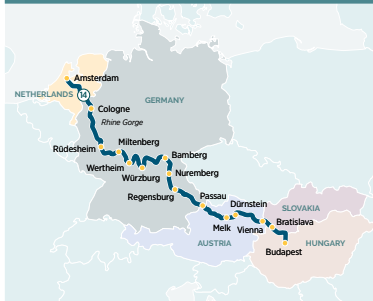 Amsterdam
NETHERLANDS
14
Cologne
GERMANY
Rhine Gorge
Rüdesheim
Miltenberg
Bamberg
Wertheim
Würzburg
Nuremberg
Regensburg
Passau
Dürnstein
SLOVAKIA
Melk
Vienna
Bratislava
AUSTRIA
HUNGARY
Budapest